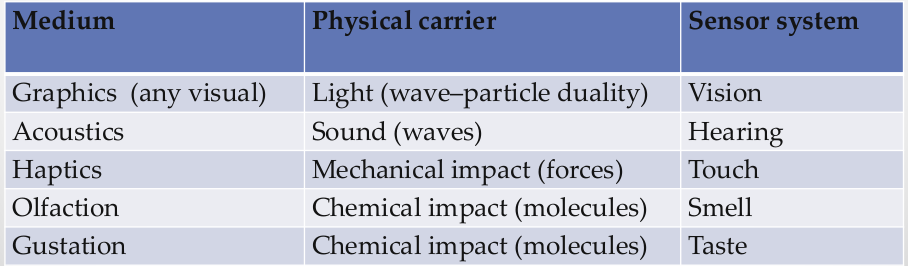 Medium Physical carrier Sensor system
Graphics (any visual) Light (wave–particle duality) Vision
Acoustics Sound (waves) Hearing
Haptics Mechanical impact (forces) Touch
Olfaction Chemical impact (molecules) Smell
Gustation Chemical impact (molecules) Taste